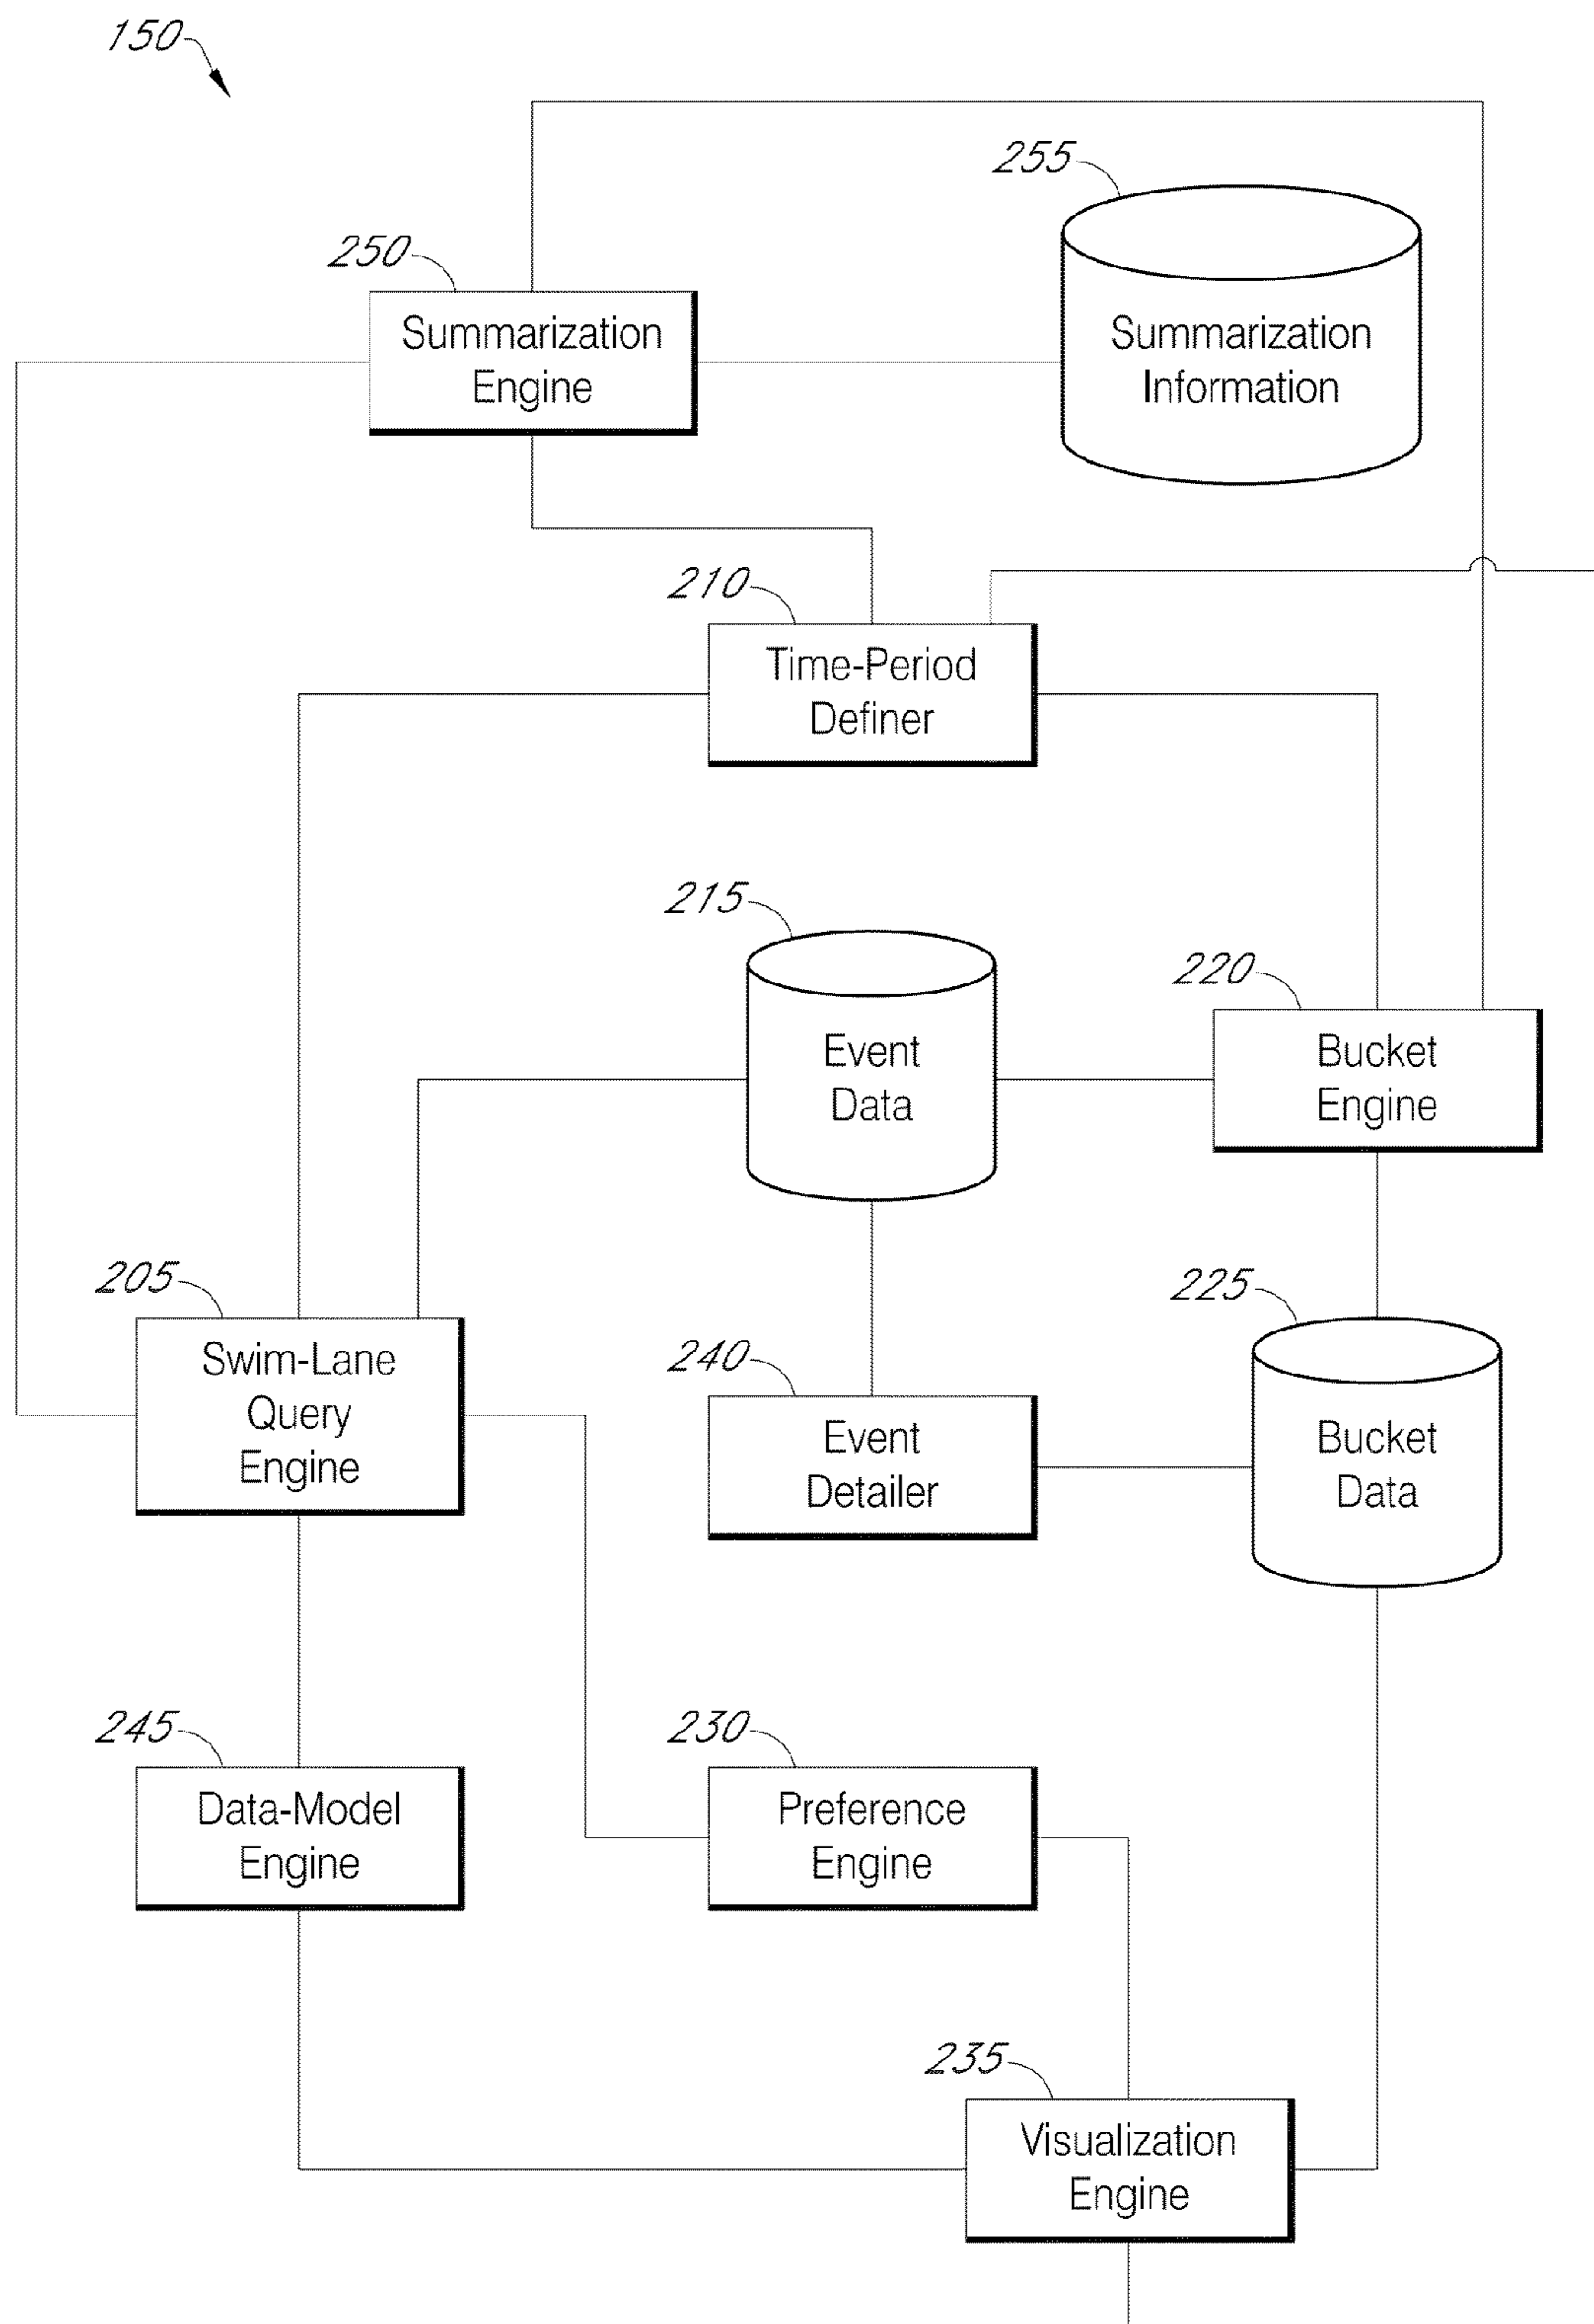 150
255
250
Summarization
Engine
Summarization
Information
210
Time-Period
Definer
215
Event
Data
220
Bucket
Engine
205
Swim-Lane
Query
Engine
240
Event
Detailer
225
Bucket
Data
245
Data-Model
Engine
230
Preference
Engine
235
Visualization
Engine